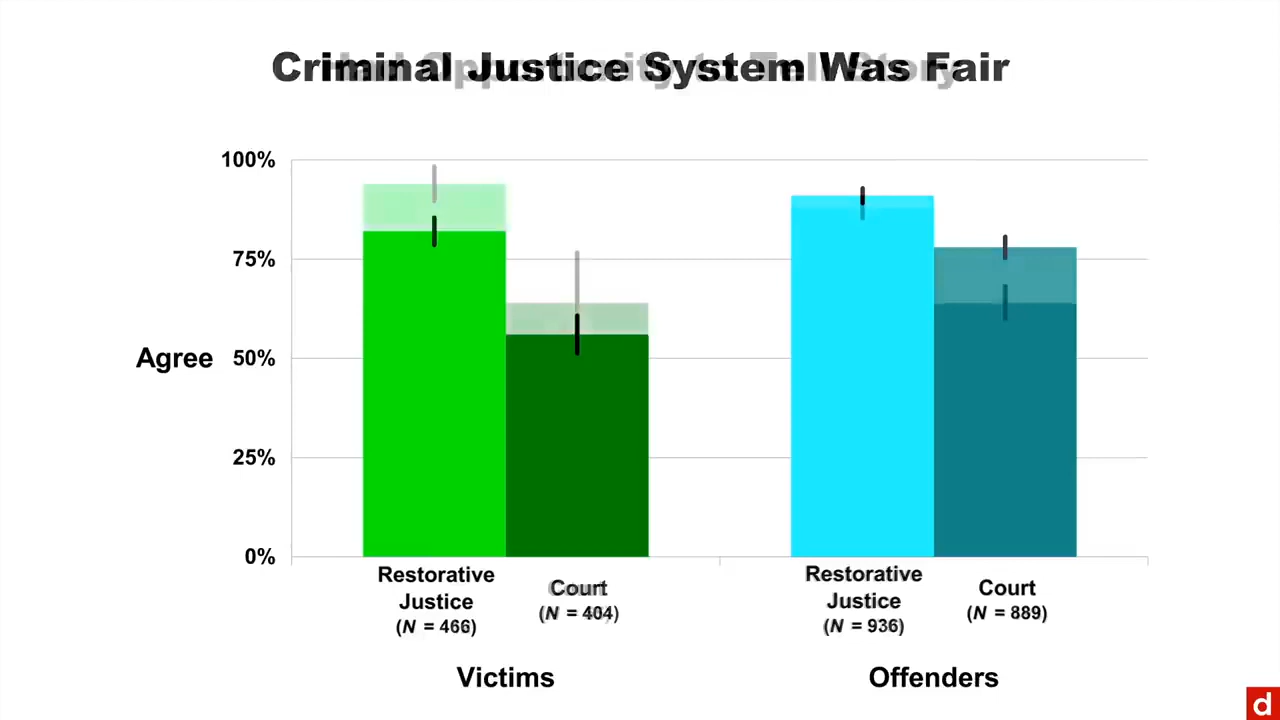 Criminal Justice System Was Fair
100%
75%
Agree 50%
25%
0%
Restorative
Justice
(N = 466)
Court
(N = 404)
Restorative
Justice
(N = 936)
Court
(N = 889)
Victims
Offenders
d